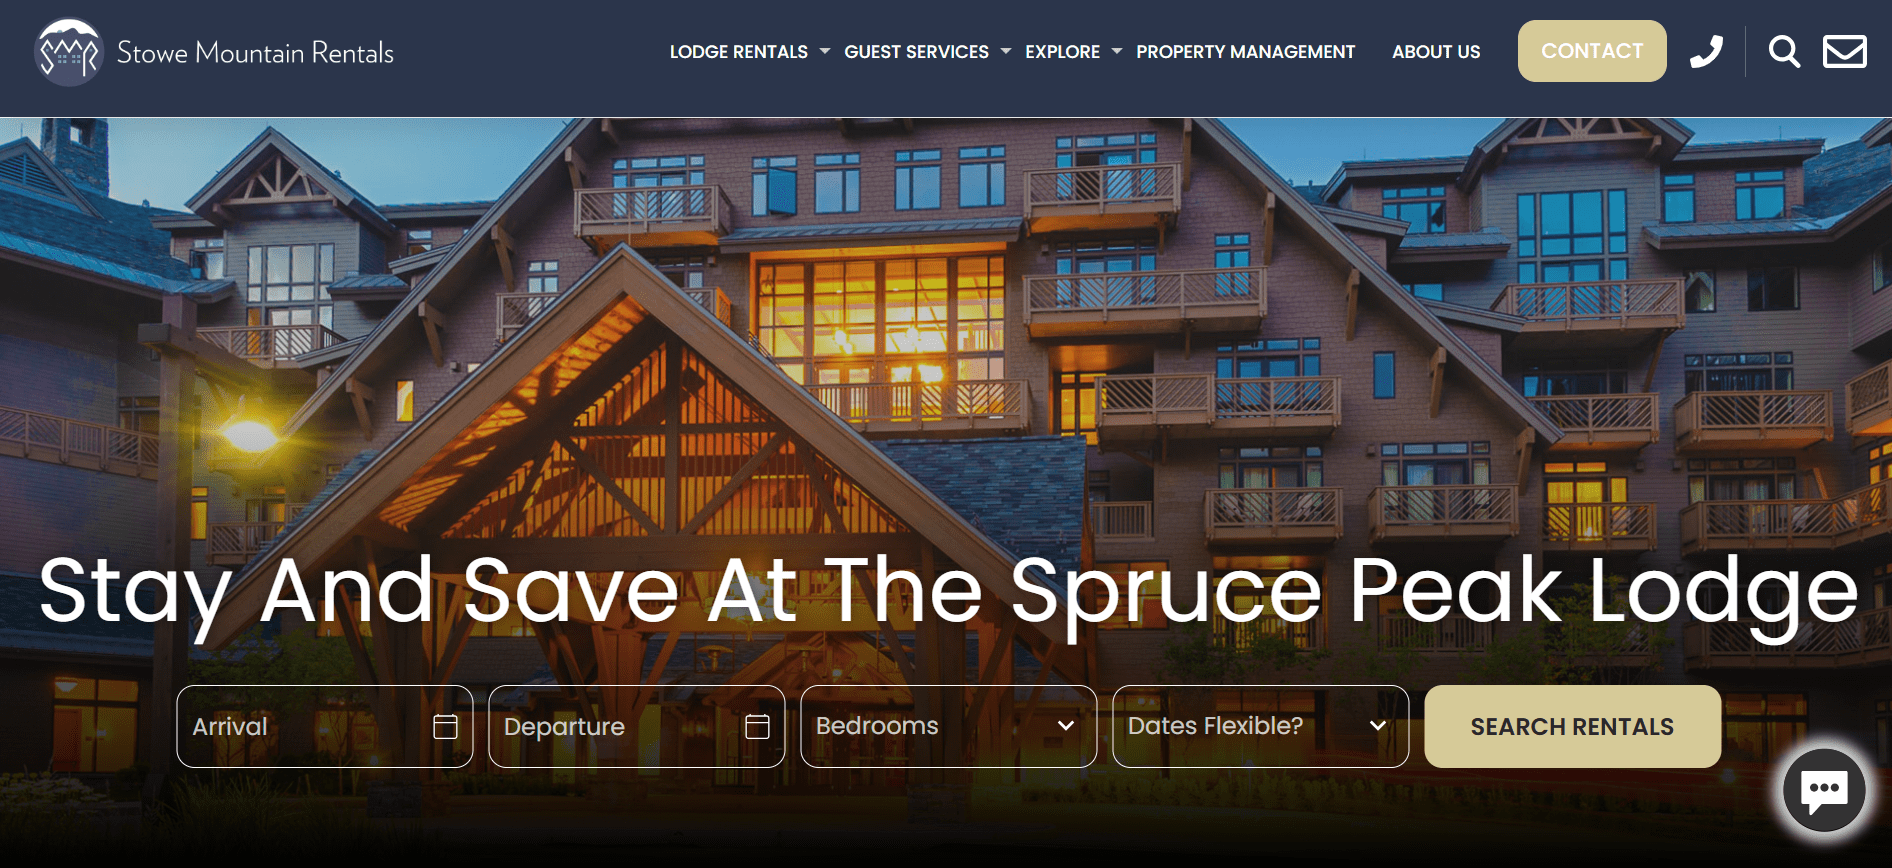 SMR
Stowe Mountain Rentals
LODGE RENTALS
GUEST SERVICES
EXPLORE
PROPERTY MANAGEMENT
ABOUT US
CONTACT
Stay And Save At The Spruce Peak Lodge
Arrival
Departure
Bedrooms
Dates Flexible?
SEARCH RENTALS